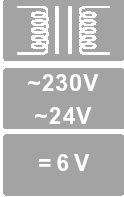 ~230V
~24V
= 6 V